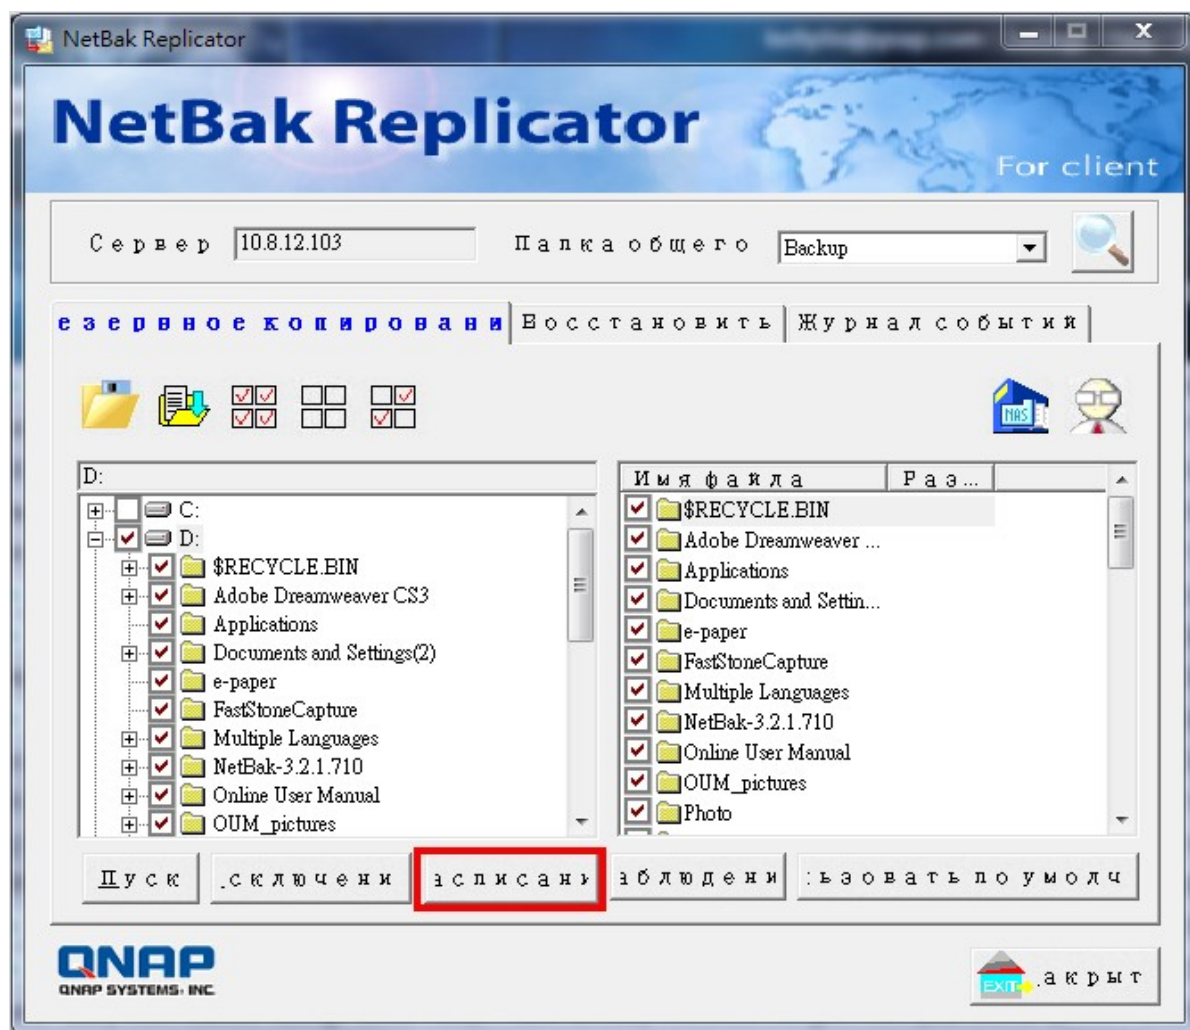 NetBak Replicator
NetBak Replicator
For client
Сервер 10.8.12.103 Папка общего Backup
езервное копировани Восстановить Журнал событий
NAS
D:
C:
D:
$RECYCLE.BIN
Adobe Dreamweaver CS3
Applications
Documents and Settings(2)
e-paper
FastStoneCapture
Multiple Languages
NetBak-3.2.1.710
Online User Manual
OUM_pictures
Имя файла Раз...
$RECYCLE.BIN
Adobe Dreamweaver ...
Applications
Documents and Settin...
e-paper
FastStoneCapture
Multiple Languages
NetBak-3.2.1.710
Online User Manual
OUM_pictures
Photo
Пуск сключени асписани аблюдени ьзовать по умолч
QNAP
QNAP SYSTEMS, INC.
EXIT акрыт